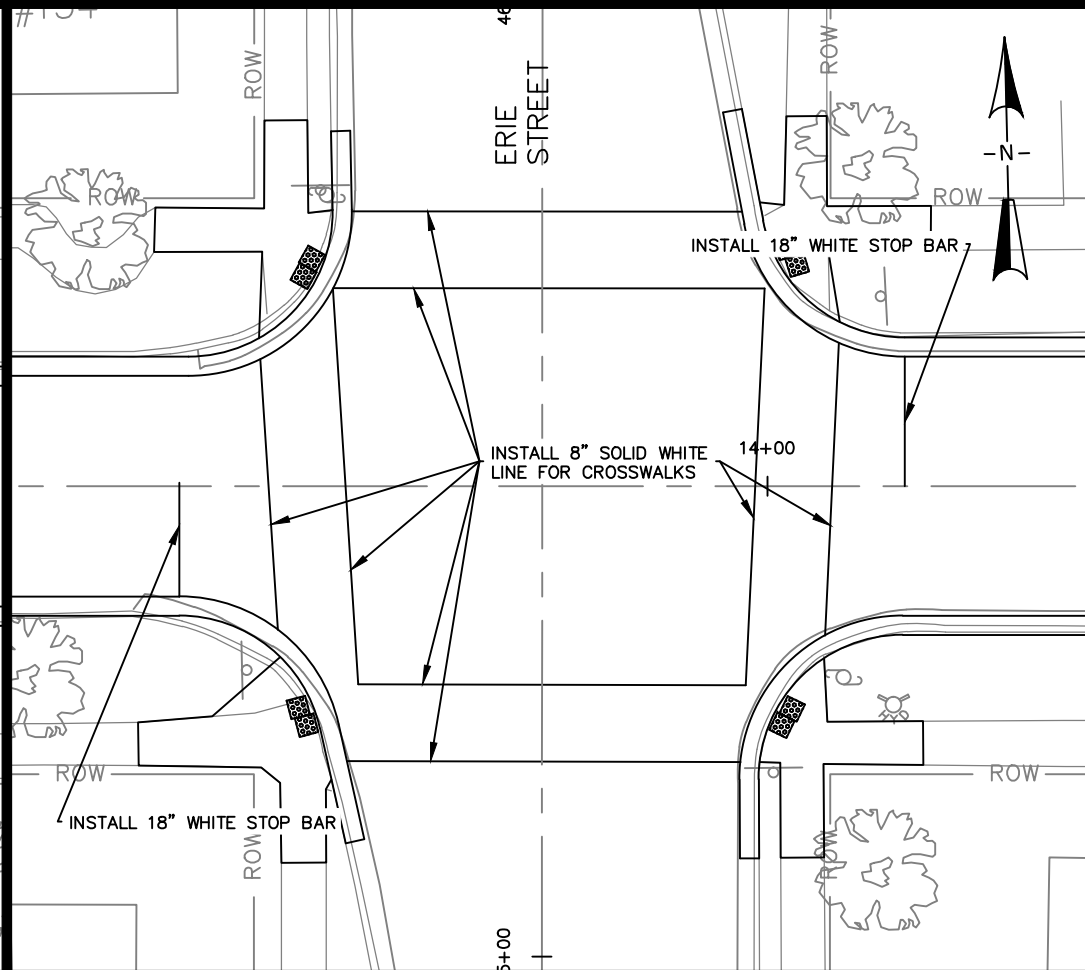 ROW
ROW
ERIE
STREET
ROW
ROW
-N-
INSTALL 18" WHITE STOP BAR
INSTALL 8" SOLID WHITE
LINE FOR CROSSWALKS
14+00
ROW
ROW
INSTALL 18" WHITE STOP BAR
ROW
ROW